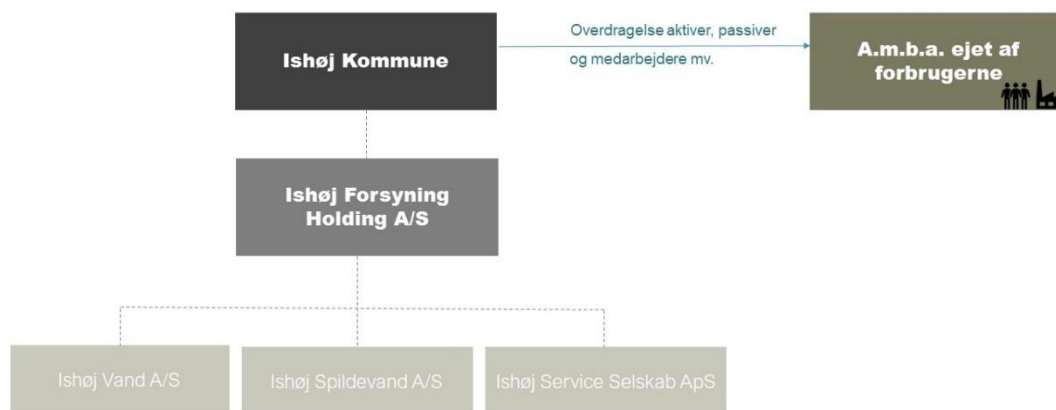 Ishøj Kommune
Overdragelse aktiver, passiver
og medarbejdere mv.
A.m.b.a. ejet af
forbrugerne
Ishøj Forsyning
Holding A/S
Ishøj Vand A/S
Ishøj Spildevand A/S
Ishøj Service Selskab ApS